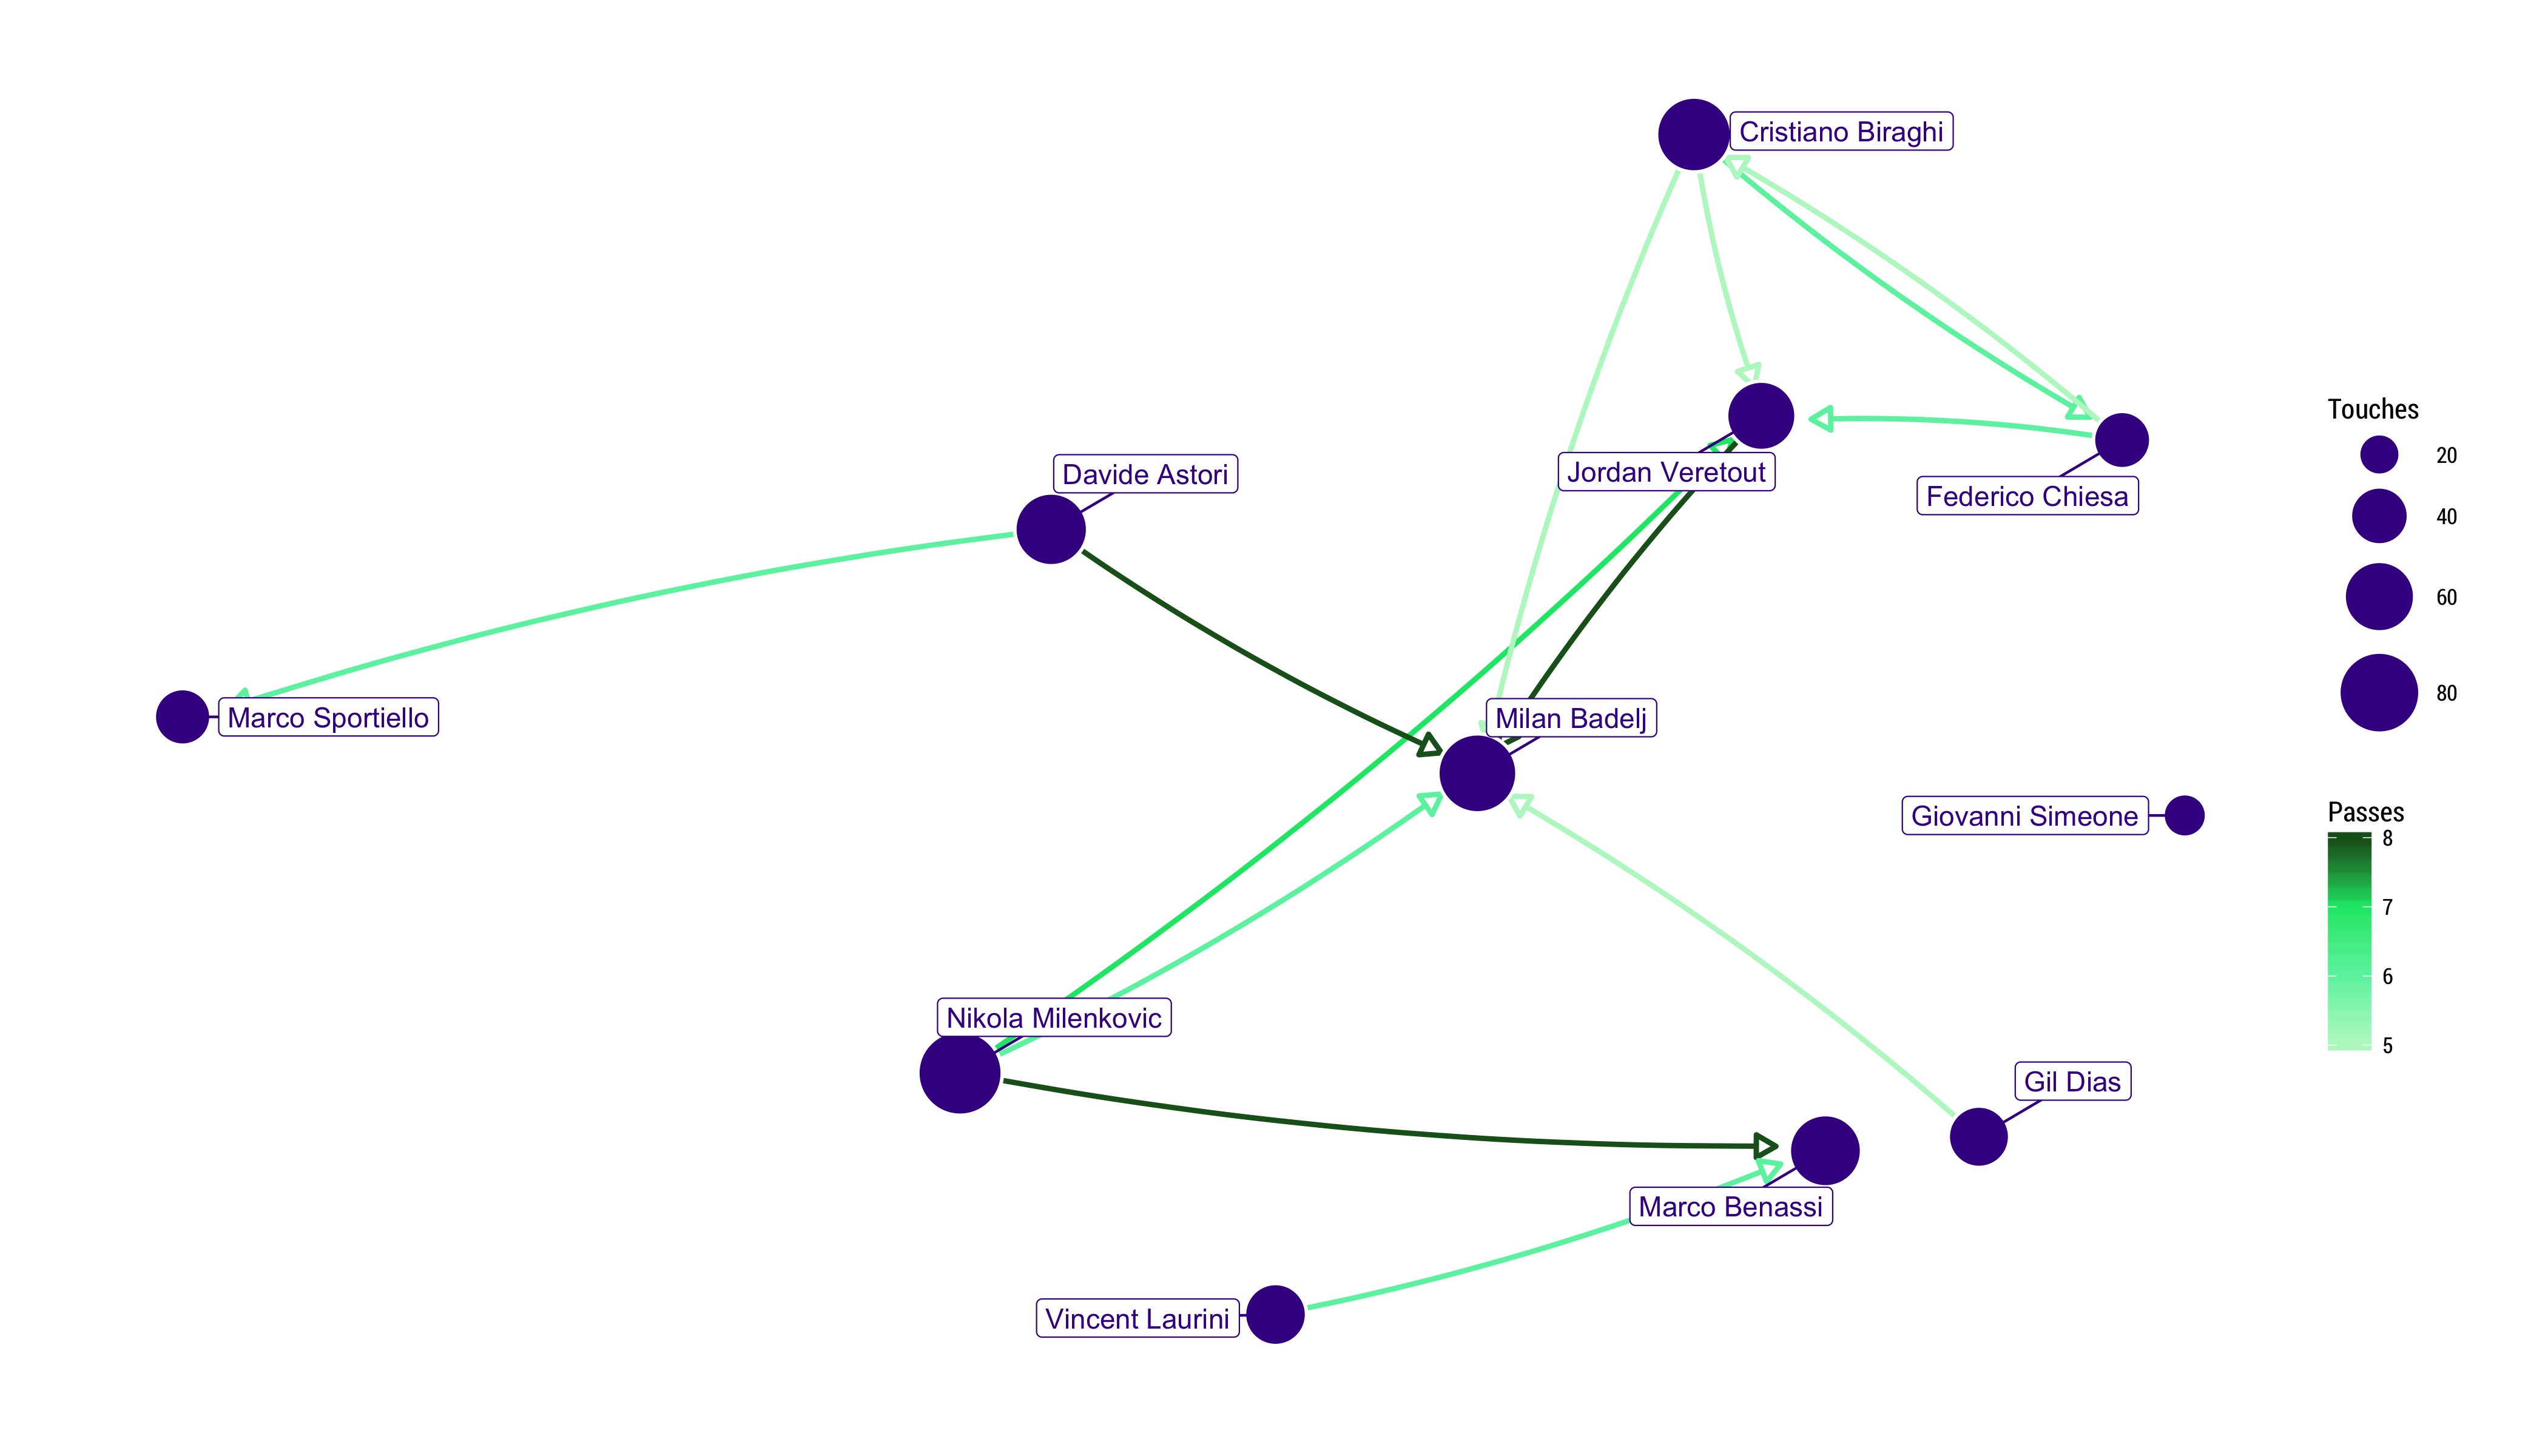 Cristiano Biraghi
Jordan Veretout
Federico Chiesa
Davide Astori
Marco Sportiello
Milan Badelj
Giovanni Simeone
Nikola Milenkovic
Gil Dias
Marco Benassi
Vincent Laurini
Touches
20
40
60
80
Passes
8
7
6
5